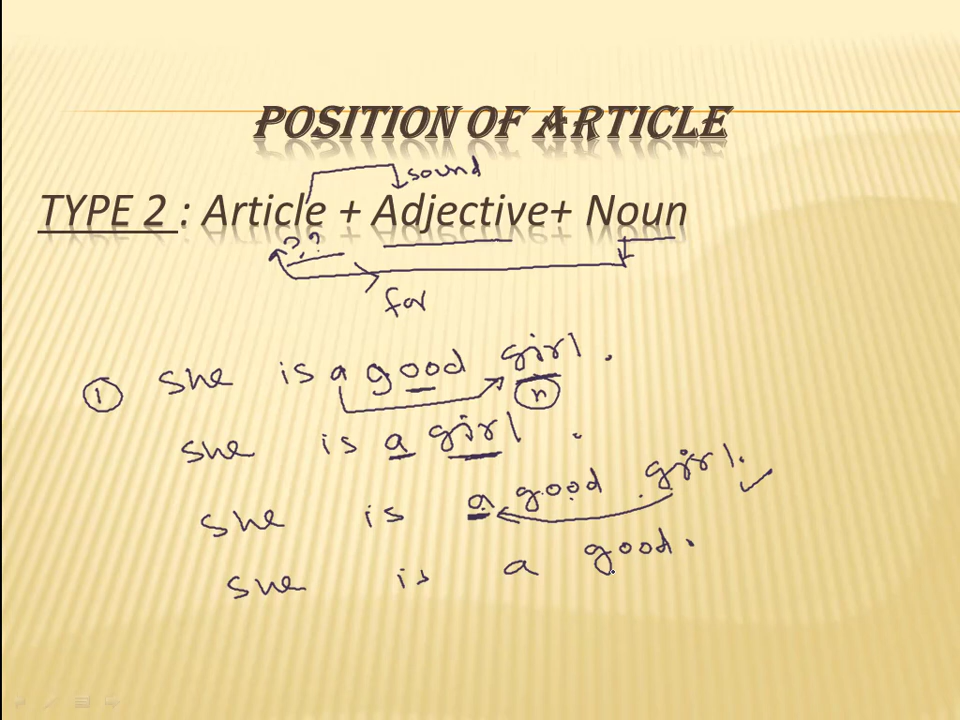 POSITION OF ARTICLE
sound
TYPE 2 : Article + Adjective+ Noun
??
for
1 She is a good girl.
n
She is a girl.
She is a good girl.
She is a good.